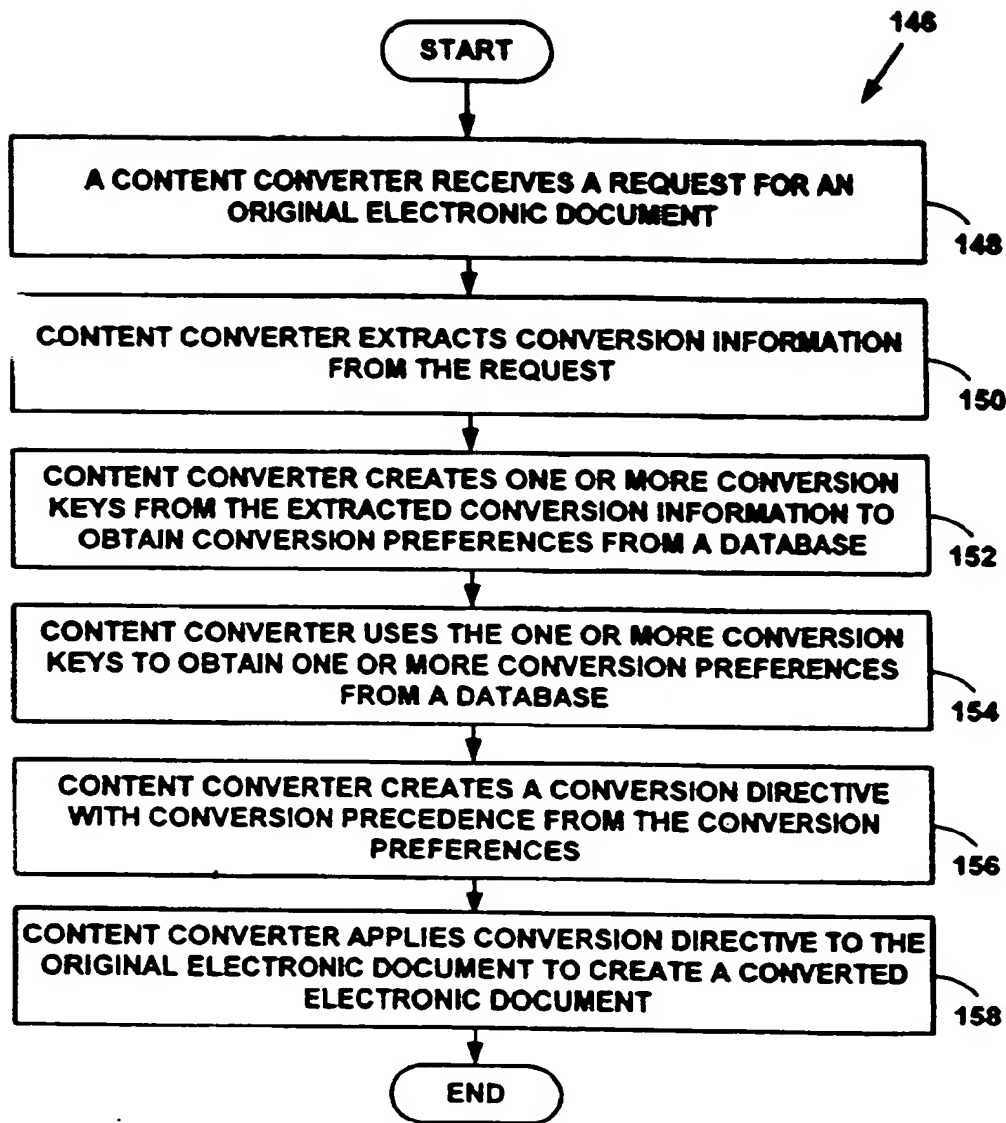 146
START
A CONTENT CONVERTER RECEIVES A REQUEST FOR AN
ORIGINAL ELECTRONIC DOCUMENT
148
CONTENT CONVERTER EXTRACTS CONVERSION INFORMATION
FROM THE REQUEST
150
CONTENT CONVERTER CREATES ONE OR MORE CONVERSION
KEYS FROM THE EXTRACTED CONVERSION INFORMATION TO
OBTAIN CONVERSION PREFERENCES FROM A DATABASE
152
CONTENT CONVERTER USES THE ONE OR MORE CONVERSION
KEYS TO OBTAIN ONE OR MORE CONVERSION PREFERENCES
FROM A DATABASE
154
CONTENT CONVERTER CREATES A CONVERSION DIRECTIVE
WITH CONVERSION PRECEDENCE FROM THE CONVERSION
PREFERENCES
156
CONTENT CONVERTER APPLIES CONVERSION DIRECTIVE TO THE
ORIGINAL ELECTRONIC DOCUMENT TO CREATE A CONVERTED
ELECTRONIC DOCUMENT
158
END